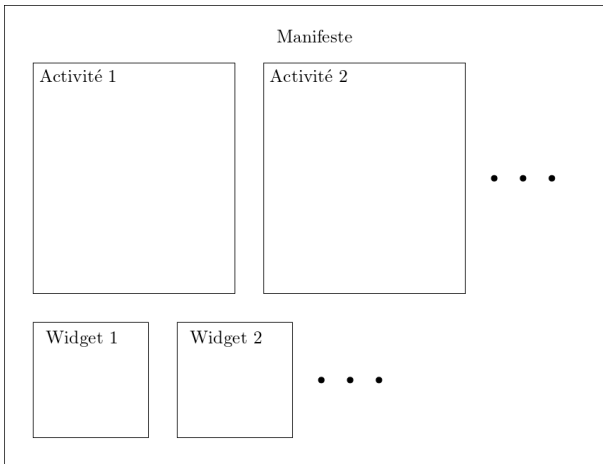 Manifeste
Activité 1
Activité 2
Widget 1
Widget 2